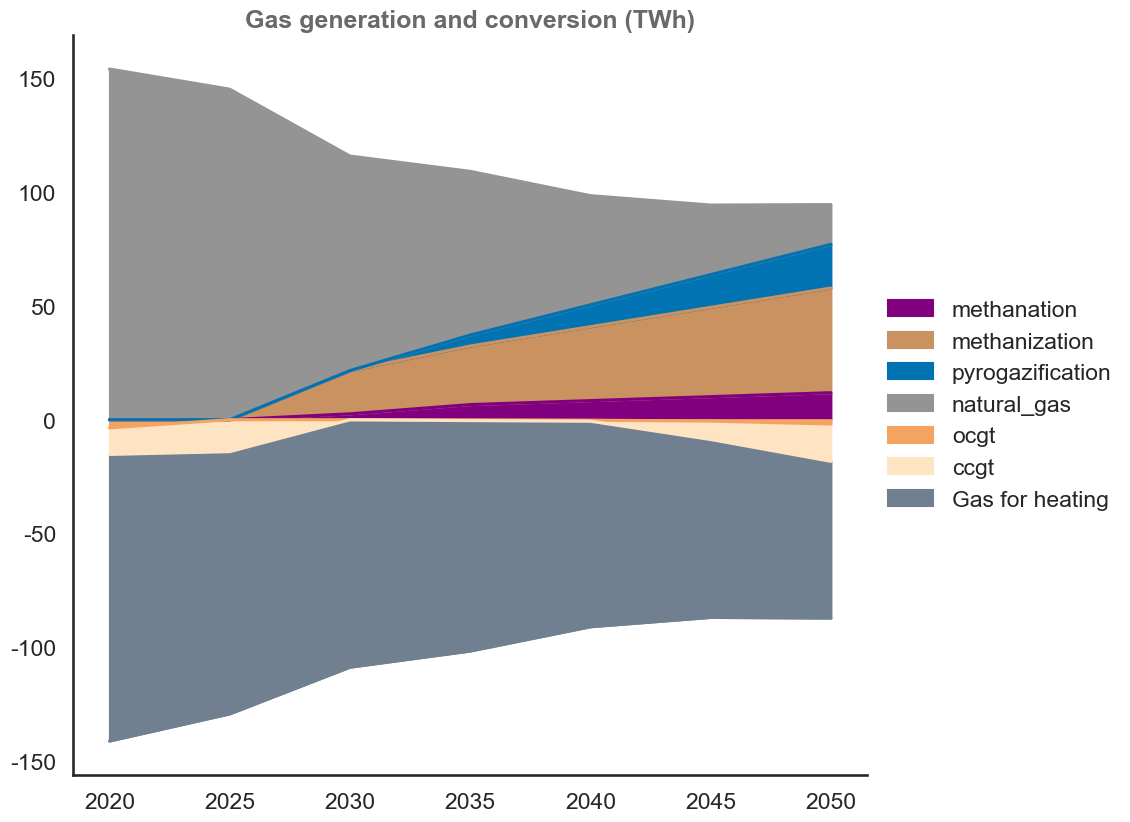 Gas generation and conversion (TWh)
150
100
50
0
-50
-100
-150
2020 2025 2030 2035 2040 2045 2050
methanation
methanization
pyrogazification
natural_gas
ocgt
ccgt
Gas for heating